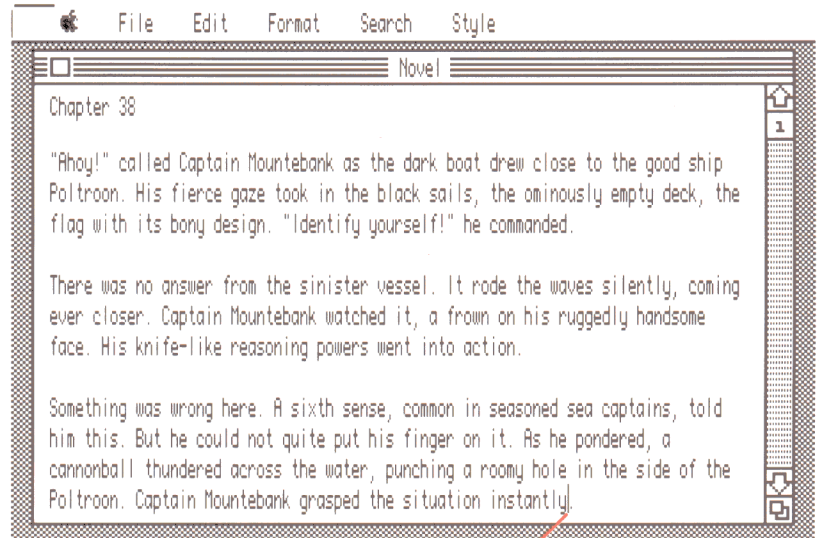 File Edit Format Search Style
Novel
Chapter 38
"Ahoy!" called Captain Mountebank as the dark boat drew close to the good ship
Poltroon. His fierce gaze took in the black sails, the ominously empty deck, the
flag with its bony design. "Identify yourself!" he commanded.
There was no answer from the sinister vessel. It rode the waves silently, coming
ever closer. Captain Mountebank watched it, a frown on his ruggedly handsome
face. His knife-like reasoning powers went into action.
Something was wrong here. A sixth sense, common in seasoned sea captains, told
him this. But he could not quite put his finger on it. As he pondered, a
cannonball thundered across the water, punching a roomy hole in the side of the
Poltroon. Captain Mountebank grasped the situation instantly.
1